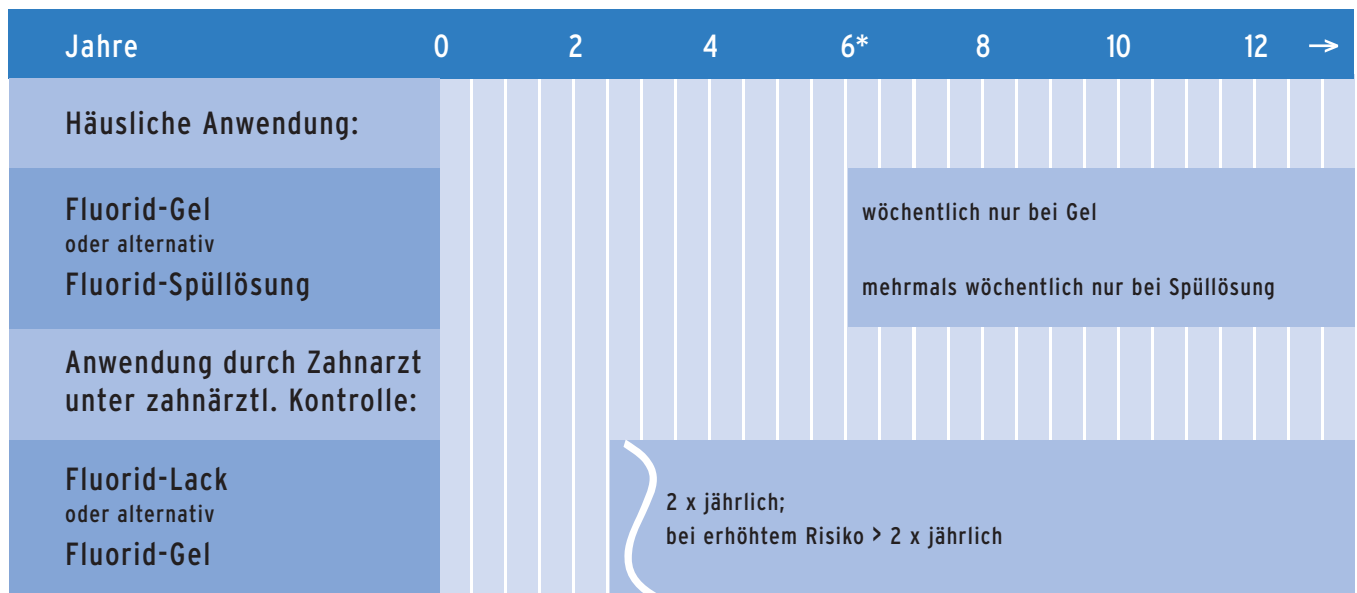 Jahre 0 2 4 6* 8 10 12 →
Häusliche Anwendung:
Fluorid-Gel
oder alternativ
Fluorid-Spüllösung
wöchentlich nur bei Gel
mehrmals wöchentlich nur bei Spüllösung
Anwendung durch Zahnarzt
unter zahnärztl. Kontrolle:
Fluorid-Lack
oder alternativ
Fluorid-Gel
2 x jährlich;
bei erhöhtem Risiko > 2 x jährlich